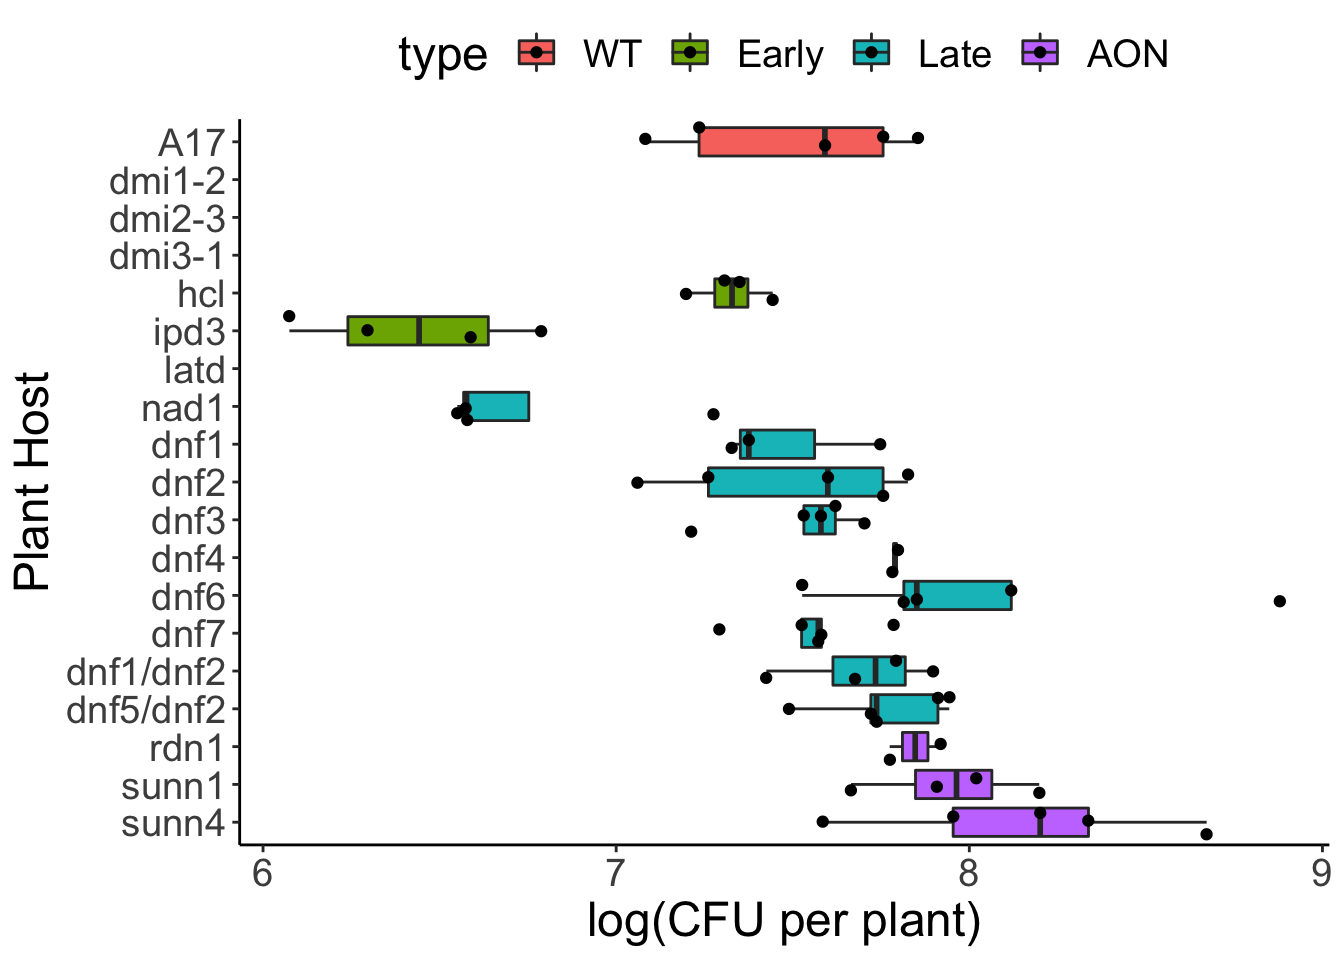 type WT Early Late AON
A17
dmi1-2
dmi2-3
dmi3-1
hcl
ipd3
latd
nad1
dnf1
dnf2
dnf3
dnf4
dnf6
dnf7
dnf1/dnf2
dnf5/dnf2
rdn1
sunn1
sunn4
Plant Host
6 7 8 9
log(CFU per plant)